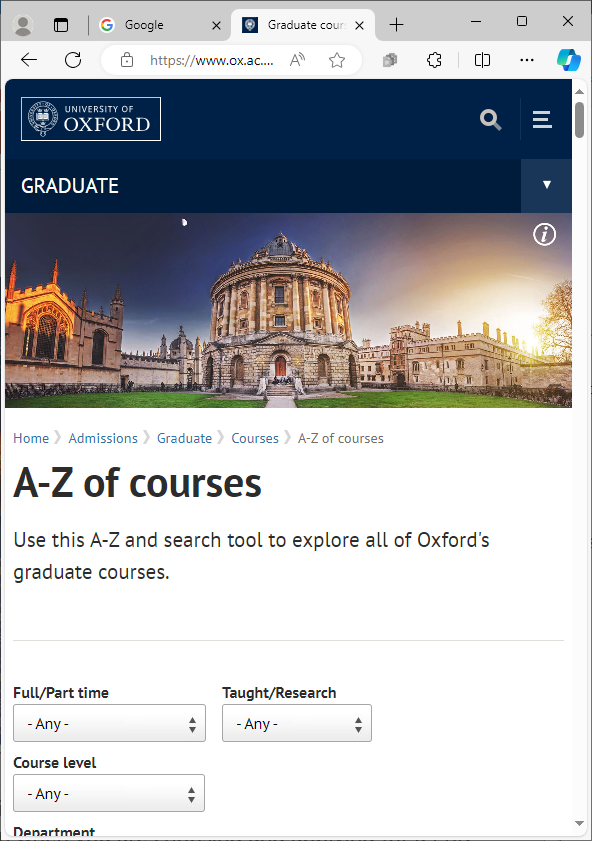 Google
Graduate cour
https://www.ox.ac....
UNIVERSITY OF
OXFORD
GRADUATE
Home
Admissions
Graduate
Courses
A-Z of courses
A-Z of courses
Use this A-Z and search tool to explore all of Oxford's
graduate courses.
Full/Part time
Taught/Research
- Any -
- Any -
Course level
- Any -
Department